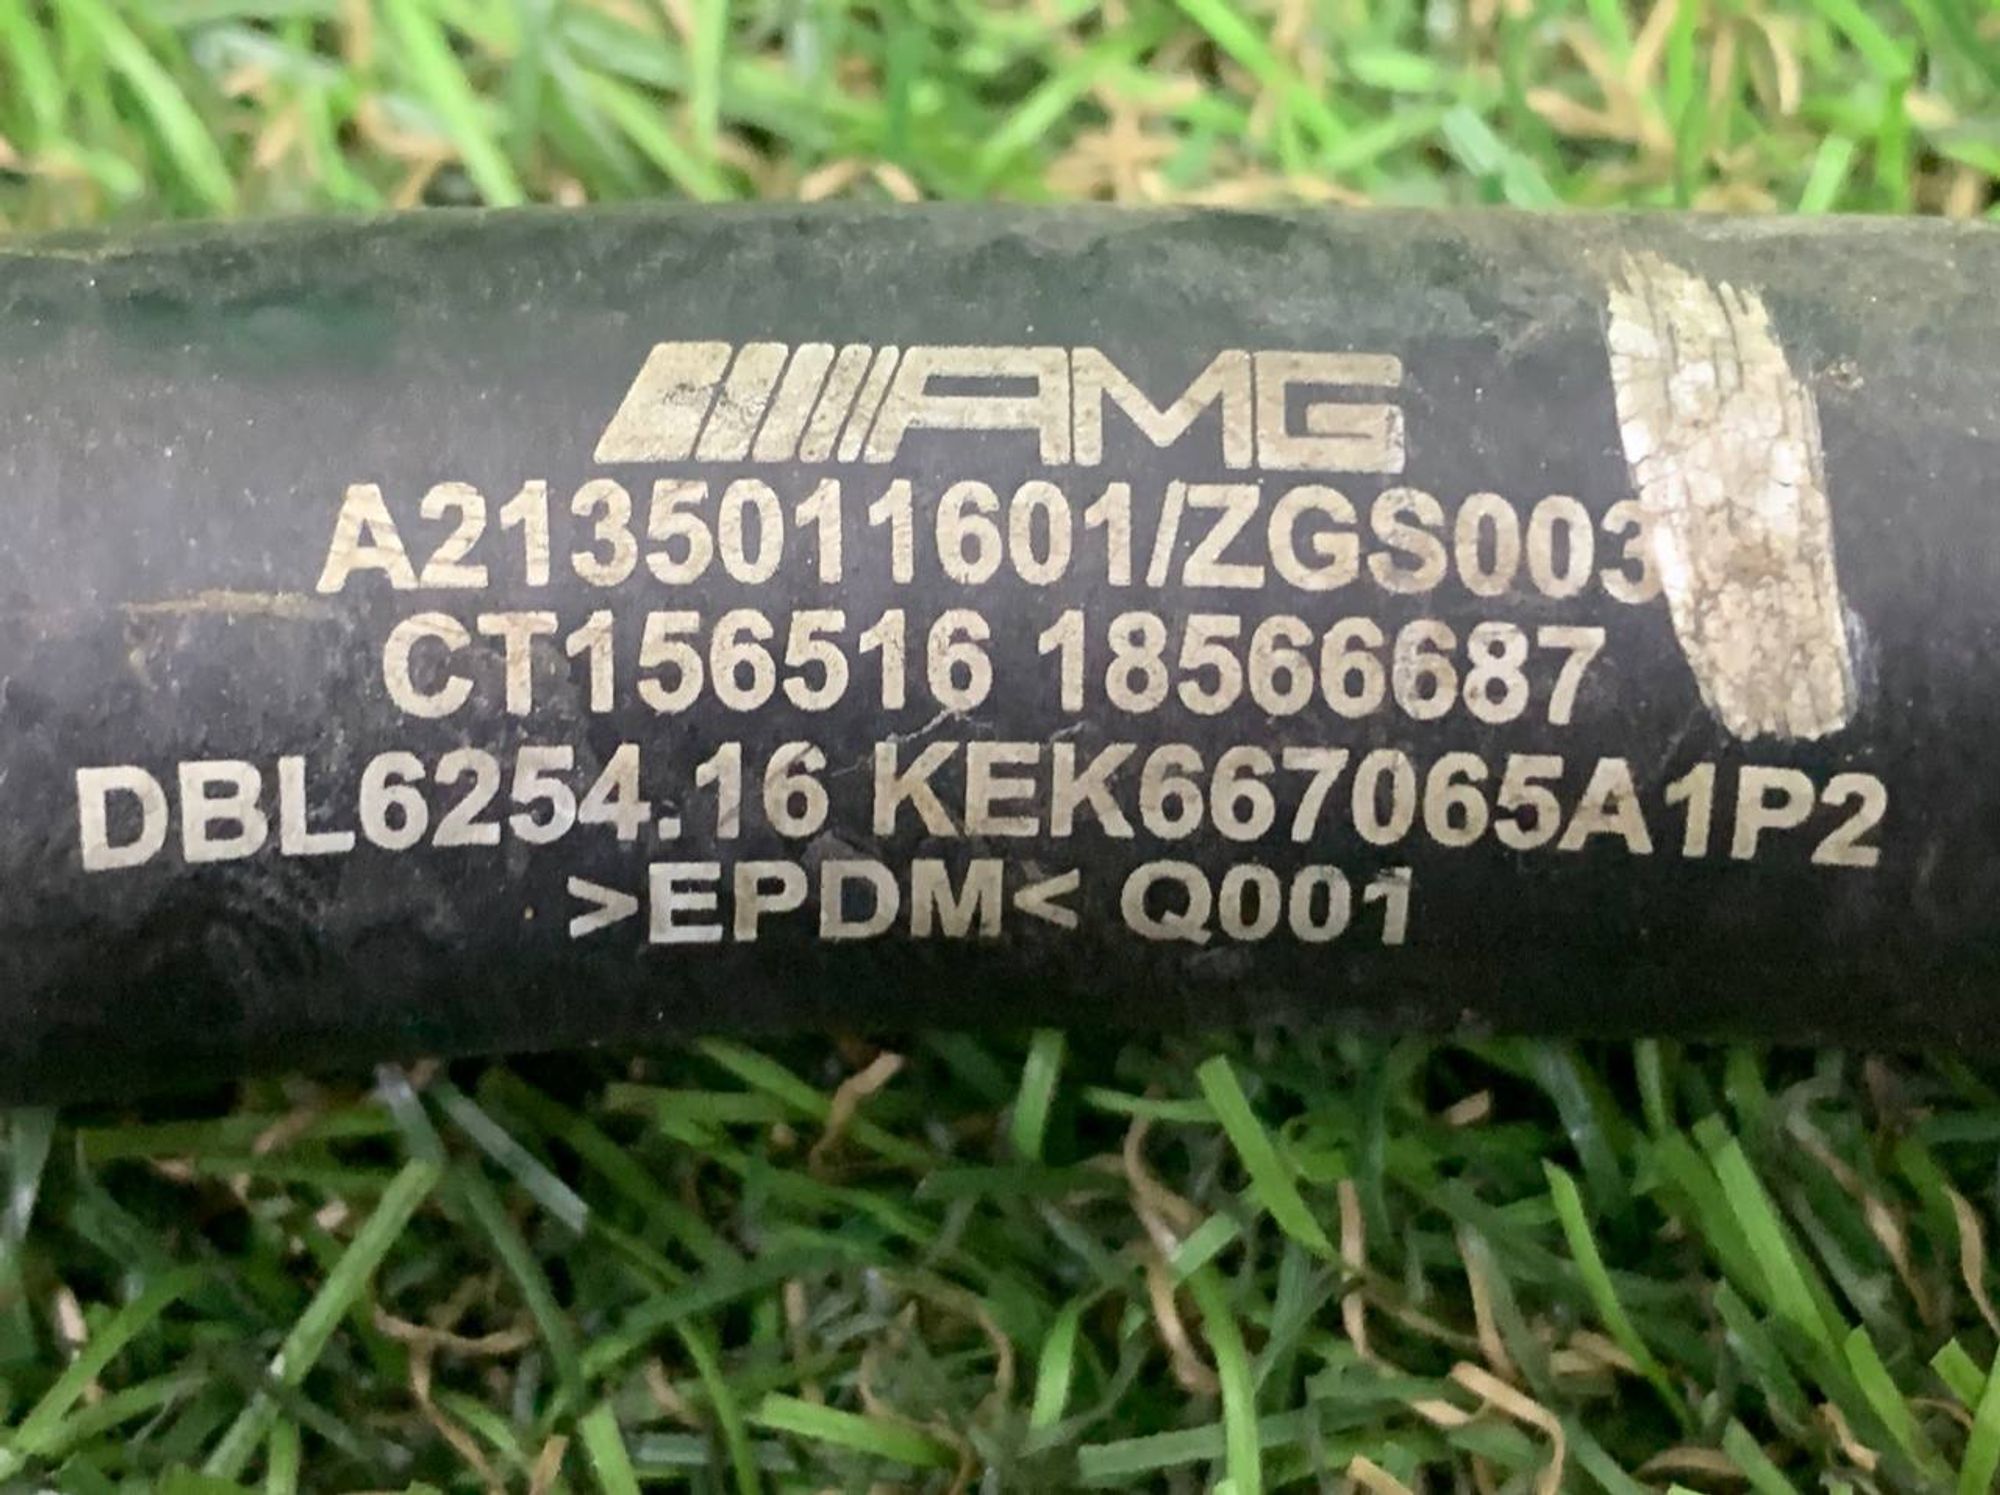 AMG
A2135011601/ZGS003
CT156516 18566687
DBL6254.16 KEK667065A1P2
>EPDM< Q001